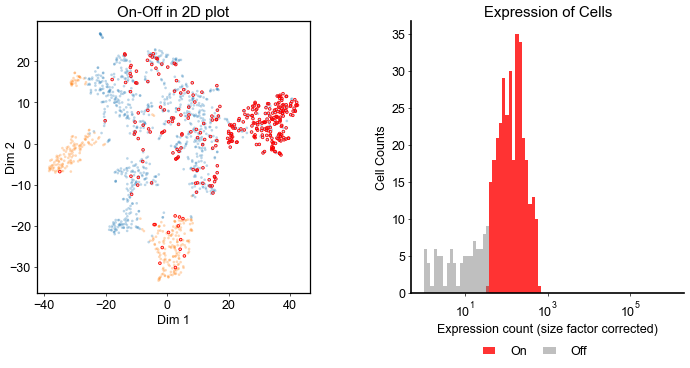 On-Off in 2D plot
Dim 2
20
10
0
−10
−20
−30
−40
−20
0
20
40
Dim 1
Expression of Cells
Cell Counts
35
30
25
20
15
10
5
0
10^1
10^3
10^5
Expression count (size factor corrected)
On
Off